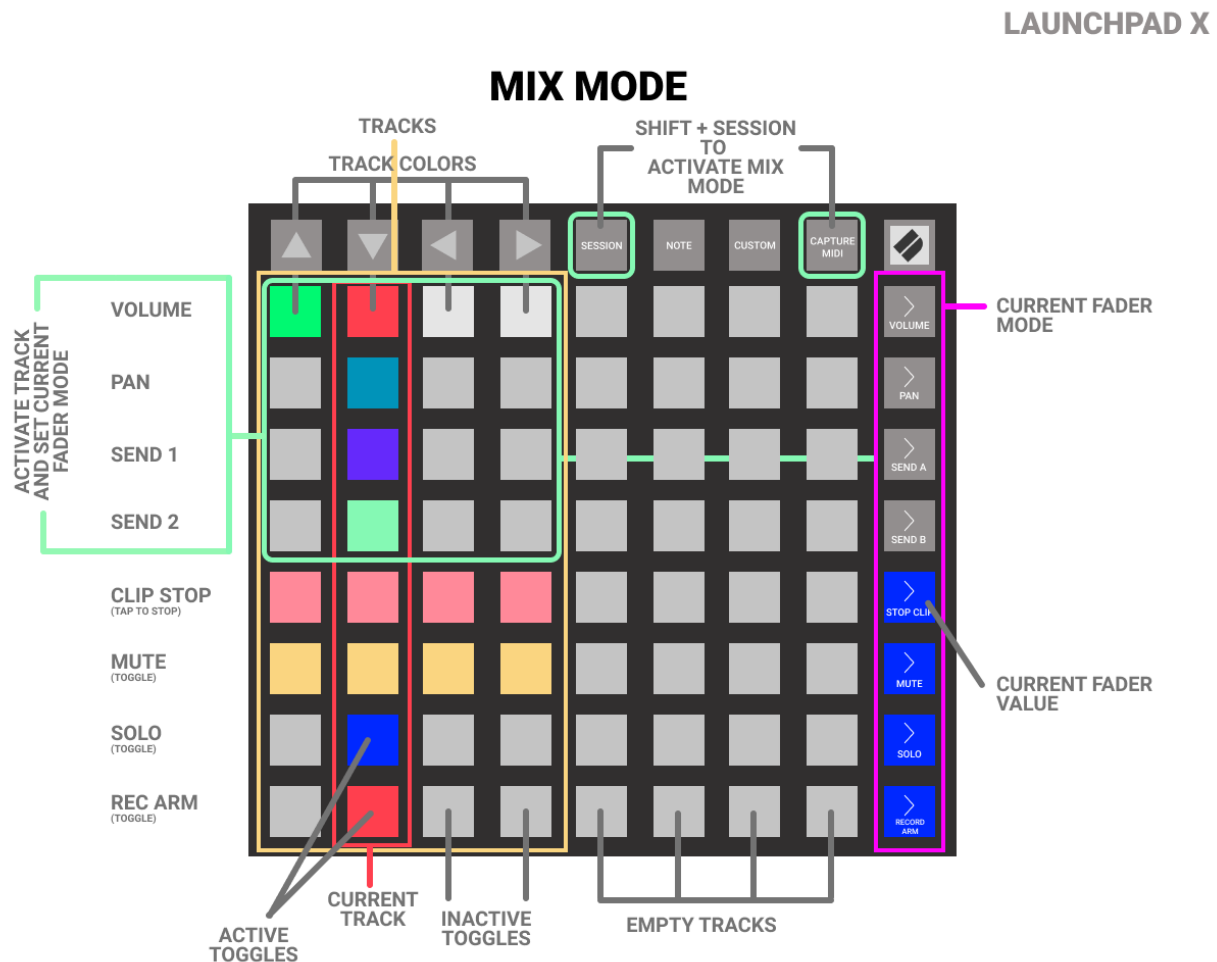 LAUNCHPAD X
MIX MODE
TRACKS
TRACK COLORS
SHIFT + SESSION
TO
ACTIVATE MIX
MODE
SESSION
NOTE
CUSTOM
CAPTURE
MIDI
ACTIVATE TRACK
AND SET CURRENT
FADER MODE
VOLUME
PAN
SEND 1
SEND 2
CLIP STOP
(TAP TO STOP)
MUTE
(TOGGLE)
SOLO
(TOGGLE)
REC ARM
(TOGGLE)
VOLUME
PAN
SEND A
SEND B
STOP CLIP
MUTE
SOLO
RECORD
ARM
CURRENT FADER
MODE
CURRENT FADER
VALUE
ACTIVE
TOGGLES
CURRENT
TRACK
INACTIVE
TOGGLES
EMPTY TRACKS